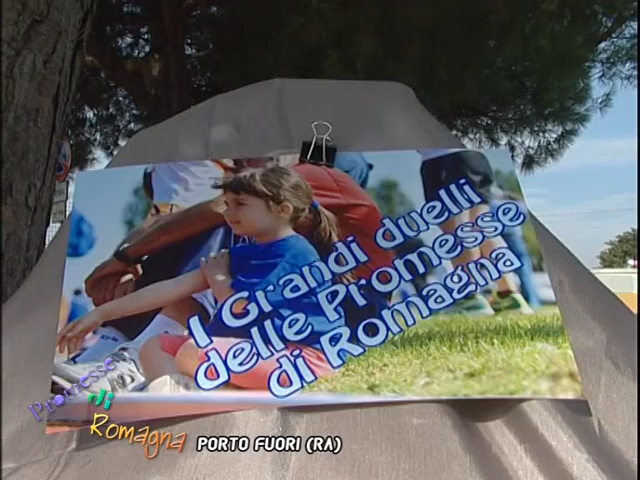 I Grandi duelli
delle Promesse
di Romagna
Promesse
di
Romagna
PORTO FUORI (RA)